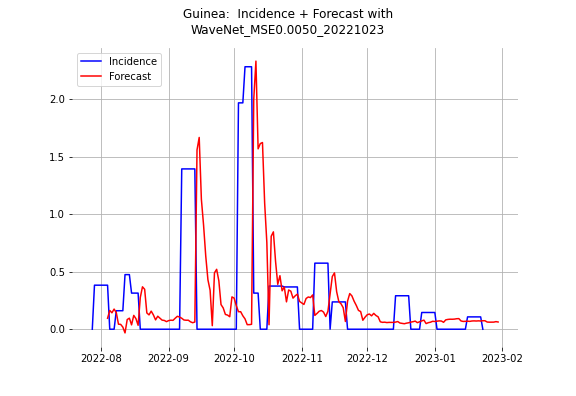 Guinea:  Incidence + Forecast with
WaveNet_MSE0.0050_20221023
Incidence
Forecast
2.0
1.5
1.0
0.5
0.0
2022-08 2022-09 2022-10 2022-11 2022-12 2023-01 2023-02